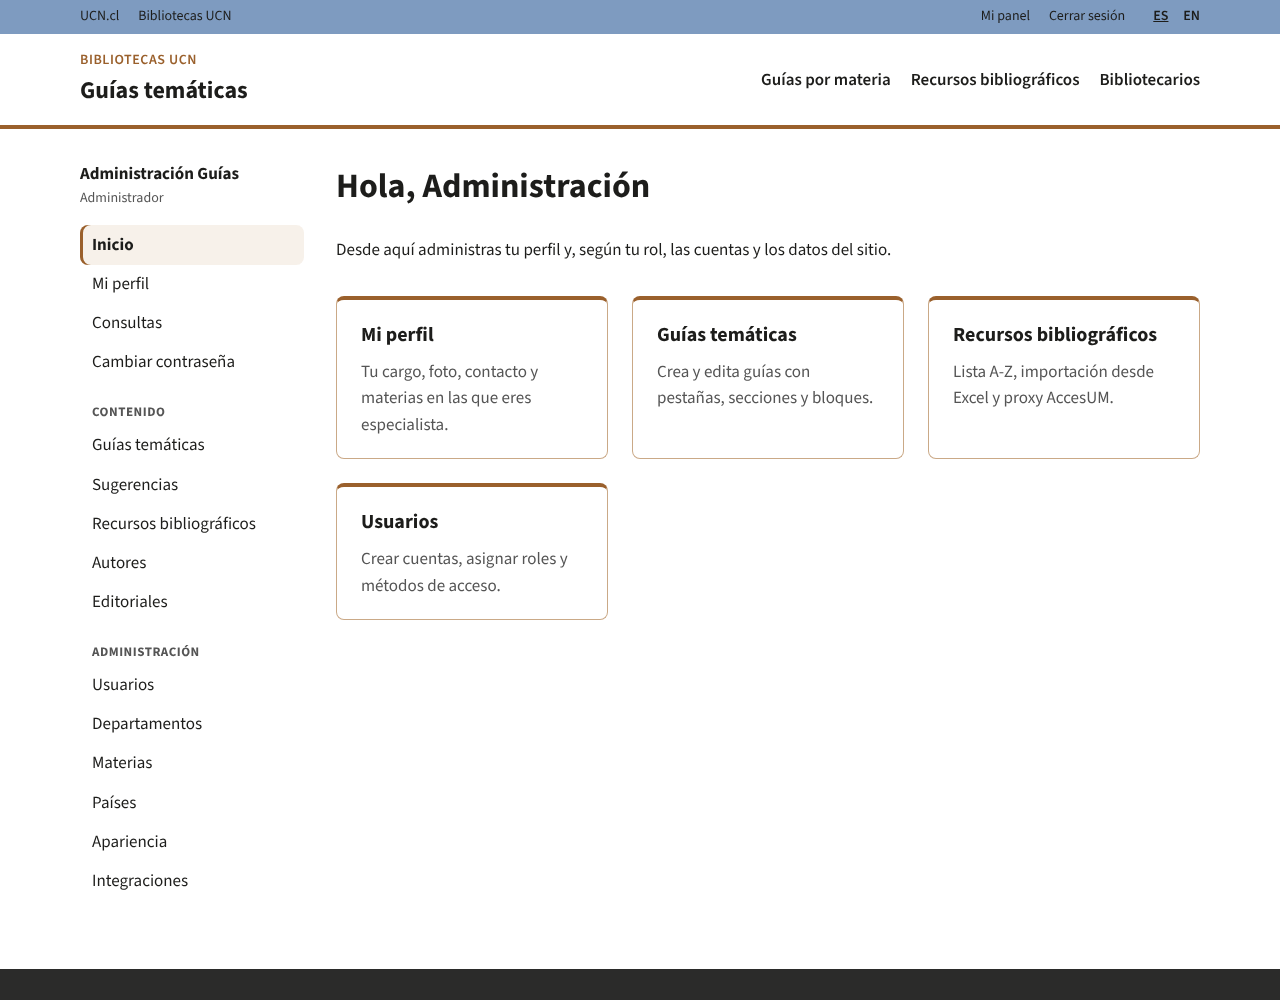 UCN.cl Bibliotecas UCN Mi panel Cerrar sesión ES EN
BIBLIOTECAS UCN
Guías temáticas
Guías por materia Recursos bibliográficos Bibliotecarios
Administración Guías
Administrador
Inicio
Mi perfil
Consultas
Cambiar contraseña
CONTENIDO
Guías temáticas
Sugerencias
Recursos bibliográficos
Autores
Editoriales
ADMINISTRACIÓN
Usuarios
Departamentos
Materias
Países
Apariencia
Integraciones
Hola, Administración
Desde aquí administras tu perfil y, según tu rol, las cuentas y los datos del sitio.
Mi perfil
Tu cargo, foto, contacto y
materias en las que eres
especialista.
Guías temáticas
Crea y edita guías con
pestañas, secciones y bloques.
Recursos bibliográficos
Lista A-Z, importación desde
Excel y proxy AccesUM.
Usuarios
Crear cuentas, asignar roles y
métodos de acceso.